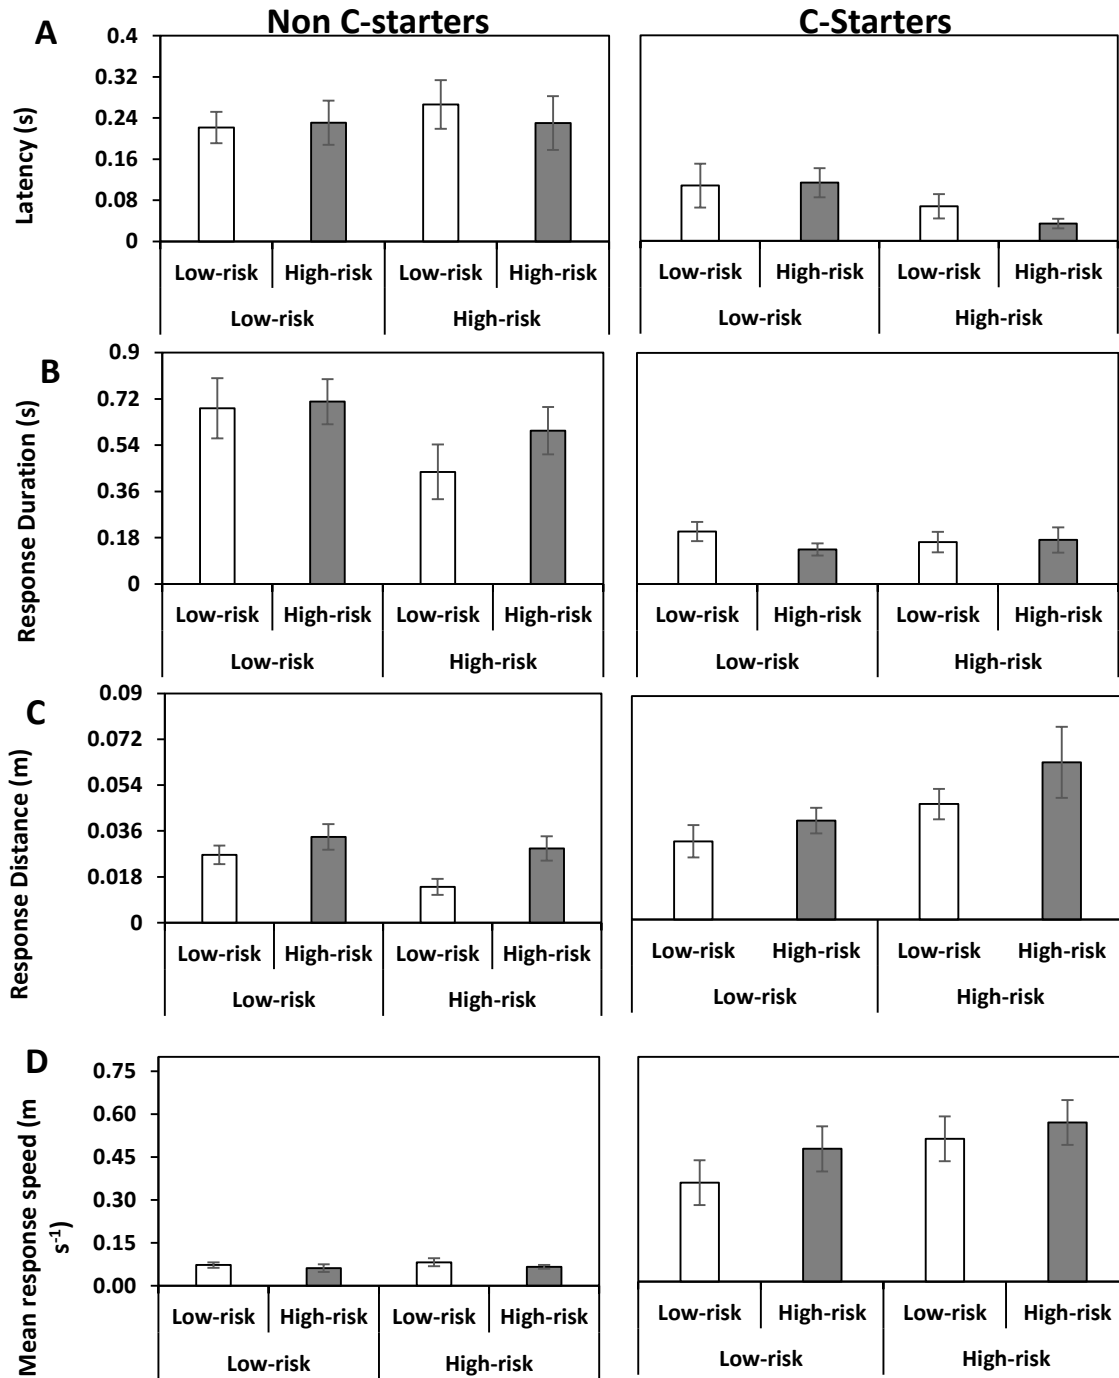 Non C-starters
C-Starters
A
Latency (s)
0.4
0.32
0.24
0.16
0.08
0
Low-risk High-risk Low-risk High-risk
Low-risk High-risk
Low-risk High-risk Low-risk High-risk
Low-risk High-risk
B
Response Duration (s)
0.9
0.72
0.54
0.36
0.18
0
Low-risk High-risk Low-risk High-risk
Low-risk High-risk
Low-risk High-risk Low-risk High-risk
Low-risk High-risk
C
Response Distance (m)
0.09
0.072
0.054
0.036
0.018
0
Low-risk High-risk Low-risk High-risk
Low-risk High-risk
Low-risk High-risk Low-risk High-risk
Low-risk High-risk
D
Mean response speed (m
s⁻¹)
0.75
0.60
0.45
0.30
0.15
0.00
Low-risk High-risk Low-risk High-risk
Low-risk High-risk
Low-risk High-risk Low-risk High-risk
Low-risk High-risk